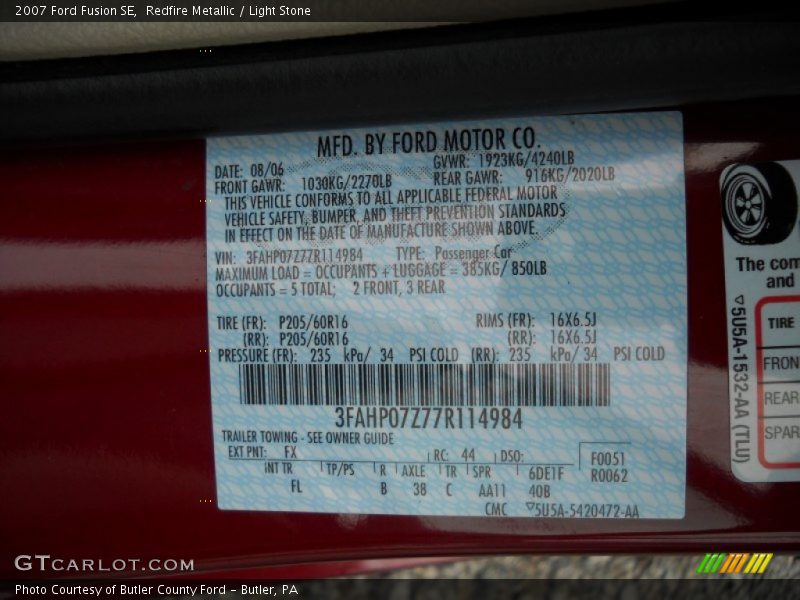 2007 Ford Fusion SE, Redfire Metallic / Light Stone
MFD. BY FORD MOTOR CO.
DATE: 08/06 GVWR: 1923KG/4240LB
FRONT GAWR: 1030KG/2270LB REAR GAWR: 916KG/2020LB
THIS VEHICLE CONFORMS TO ALL APPLICABLE FEDERAL MOTOR
VEHICLE SAFETY, BUMPER, AND THEFT PREVENTION STANDARDS
IN EFFECT ON THE DATE OF MANUFACTURE SHOWN ABOVE.
VIN: 3FAHP07Z77R114984 TYPE: Passenger Car
MAXIMUM LOAD = OCCUPANTS + LUGGAGE = 385KG/ 850LB
OCCUPANTS = 5 TOTAL; 2 FRONT, 3 REAR
TIRE (FR): P205/60R16 RIMS (FR): 16X6.5J
(RR): P205/60R16 (RR): 16X6.5J
PRESSURE (FR): 235 kPa/ 34 PSI COLD (RR): 235 kPa/ 34 PSI COLD
3FAHP07Z77R114984
TRAILER TOWING - SEE OWNER GUIDE
EXT PNT: FX RC: 44 DSO: F0051
INT TR TP/PS R AXLE TR SPR 6DE1F R0062
FL B 38 C AA11 40B
CMC ▽5U5A-5420472-AA
The com
and
TIRE
FRON
REAR
SPAR
▽5U5A-1532-AA (TLU)
GTCARLOT.COM
Photo Courtesy of Butler County Ford – Butler, PA